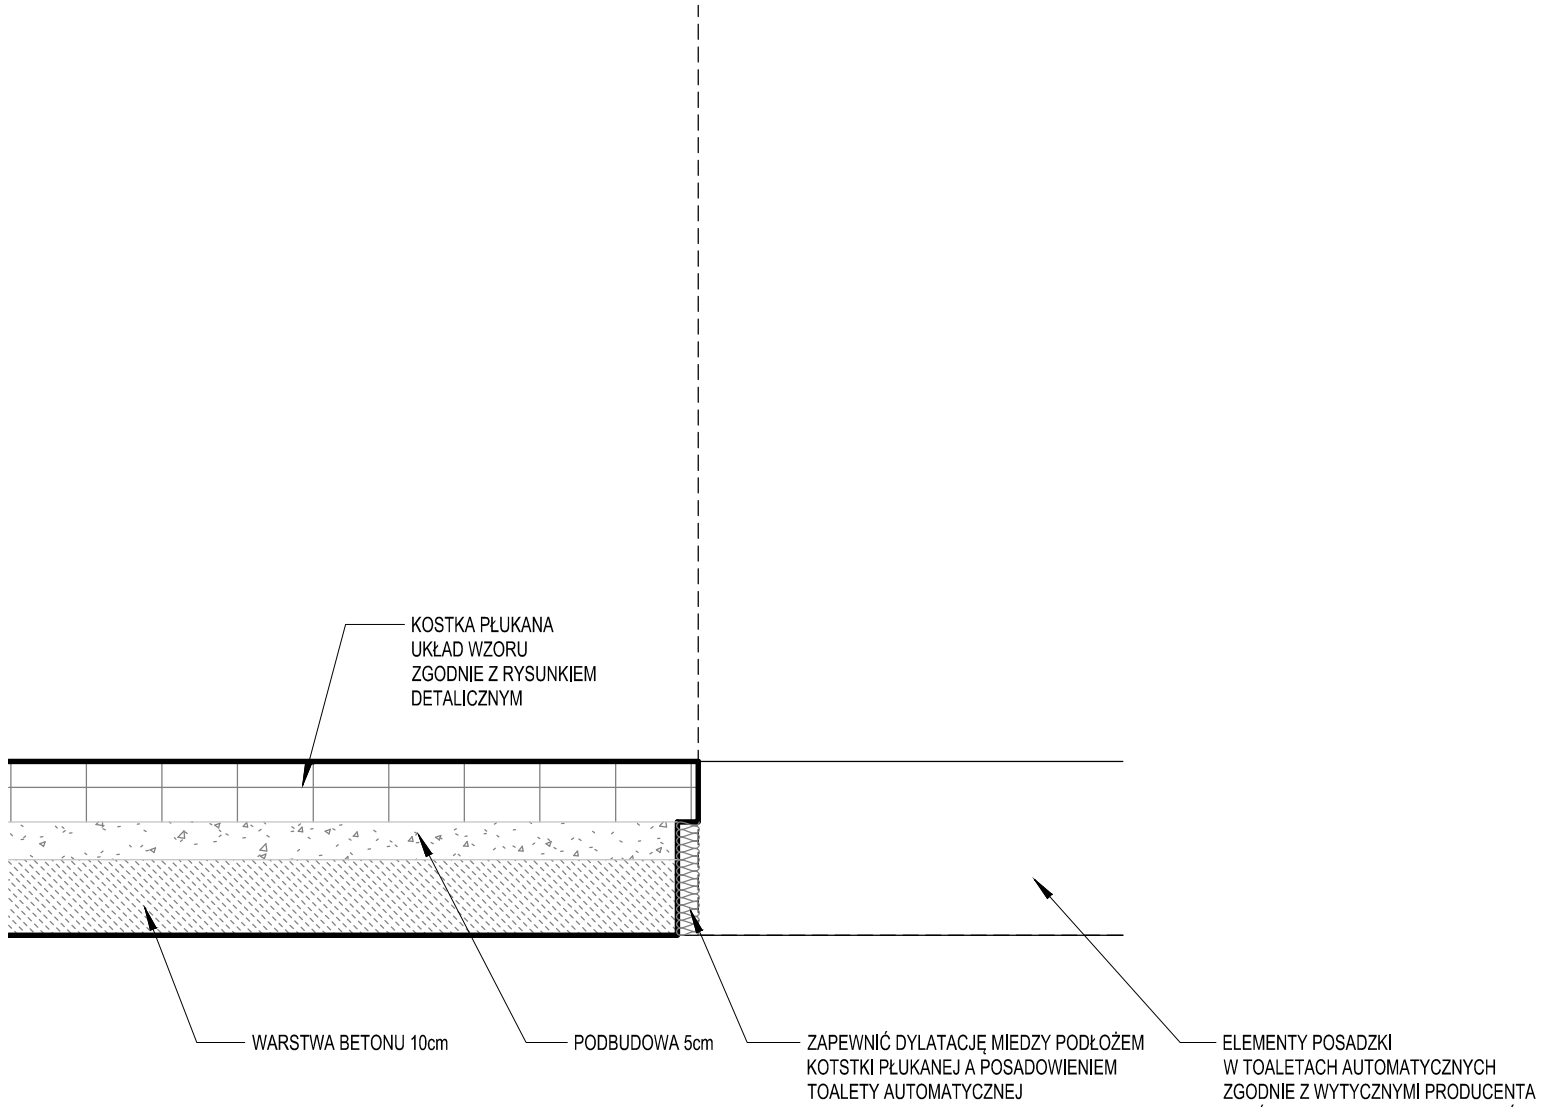 KOSTKA PŁUKANA
UKŁAD WZORU
ZGODNIE Z RYSUNKIEM
DETALICZNYM
WARSTWA BETONU 10cm
PODBUDOWA 5cm
ZAPEWNIĆ DYLATACJĘ MIEDZY PODŁOŻEM
KOTSTKI PŁUKANEJ A POSADOWIENIEM
TOALETY AUTOMATYCZNEJ
ELEMENTY POSADZKI
W TOALETACH AUTOMATYCZNYCH
ZGODNIE Z WYTYCZNYMI PRODUCENTA